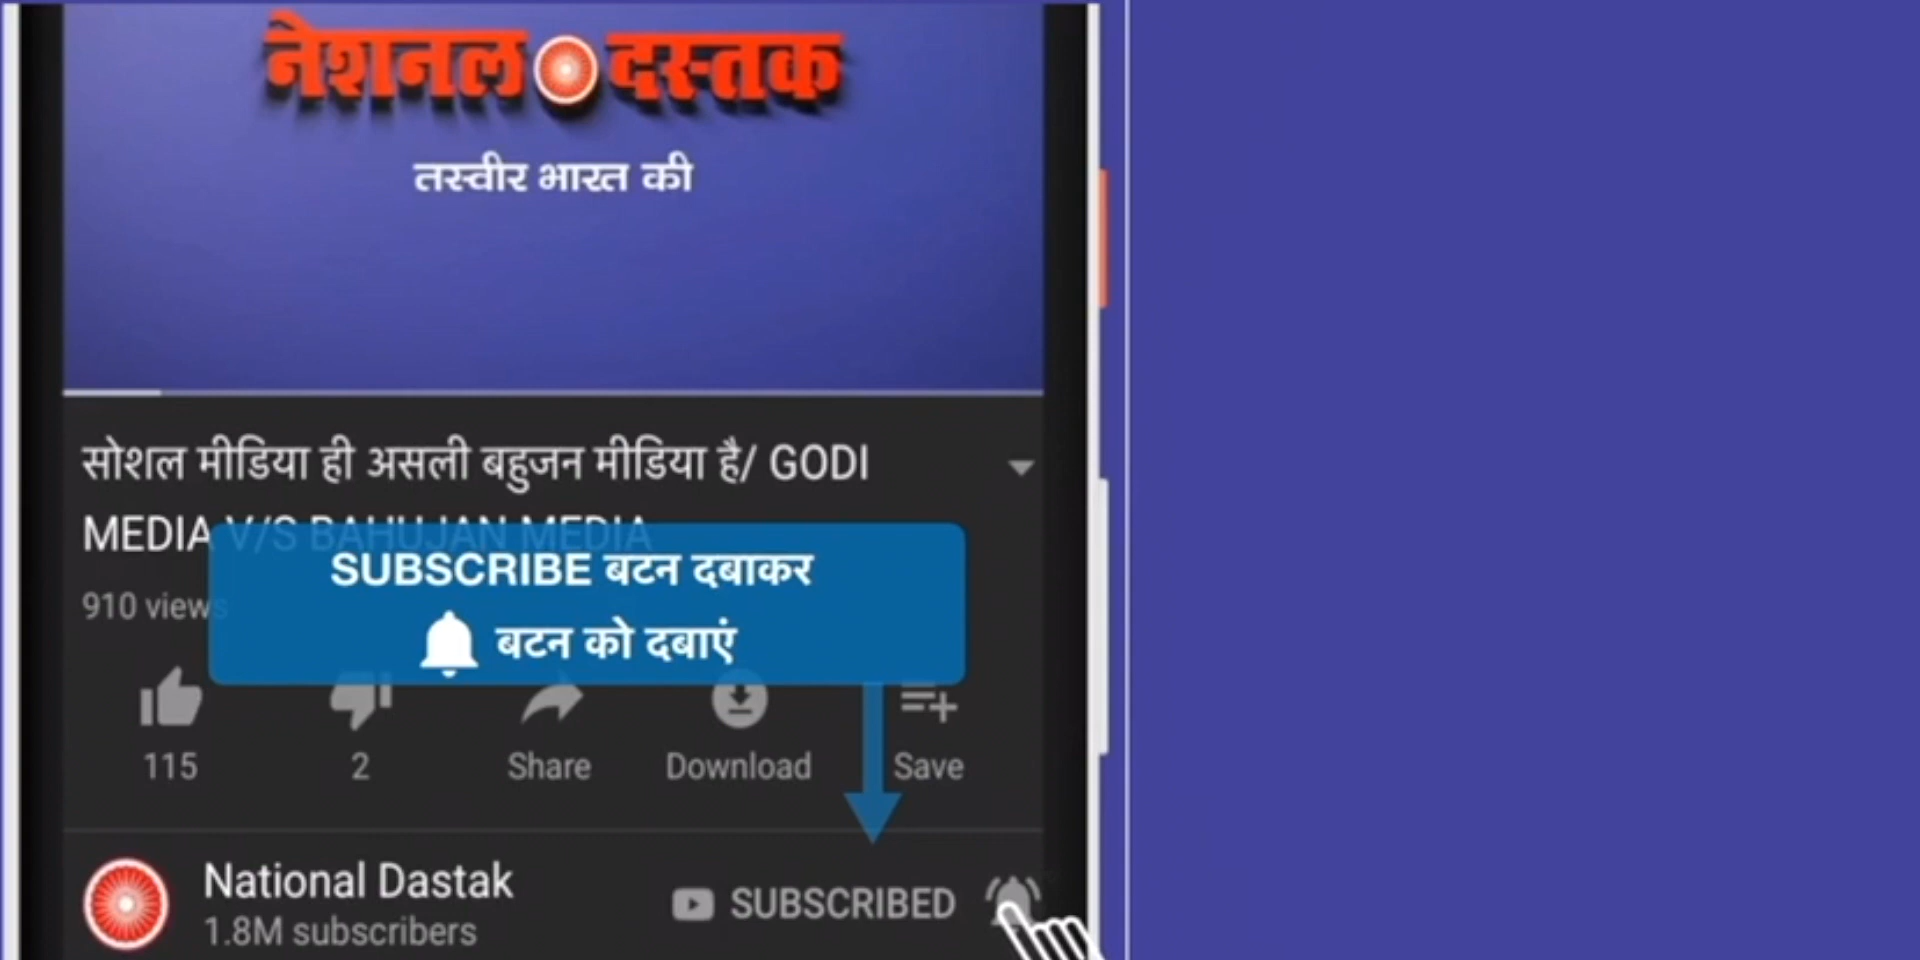 नेशनल दस्तक
तस्वीर भारत की
सोशल मीडिया ही असली बहुजन मीडिया है/ GODI
MEDIA V/S BAHUJAN MEDIA
SUBSCRIBE बटन दबाकर
बटन को दबाएं
910 views
115
2
Share
Download
Save
National Dastak
1.8M subscribers
SUBSCRIBED